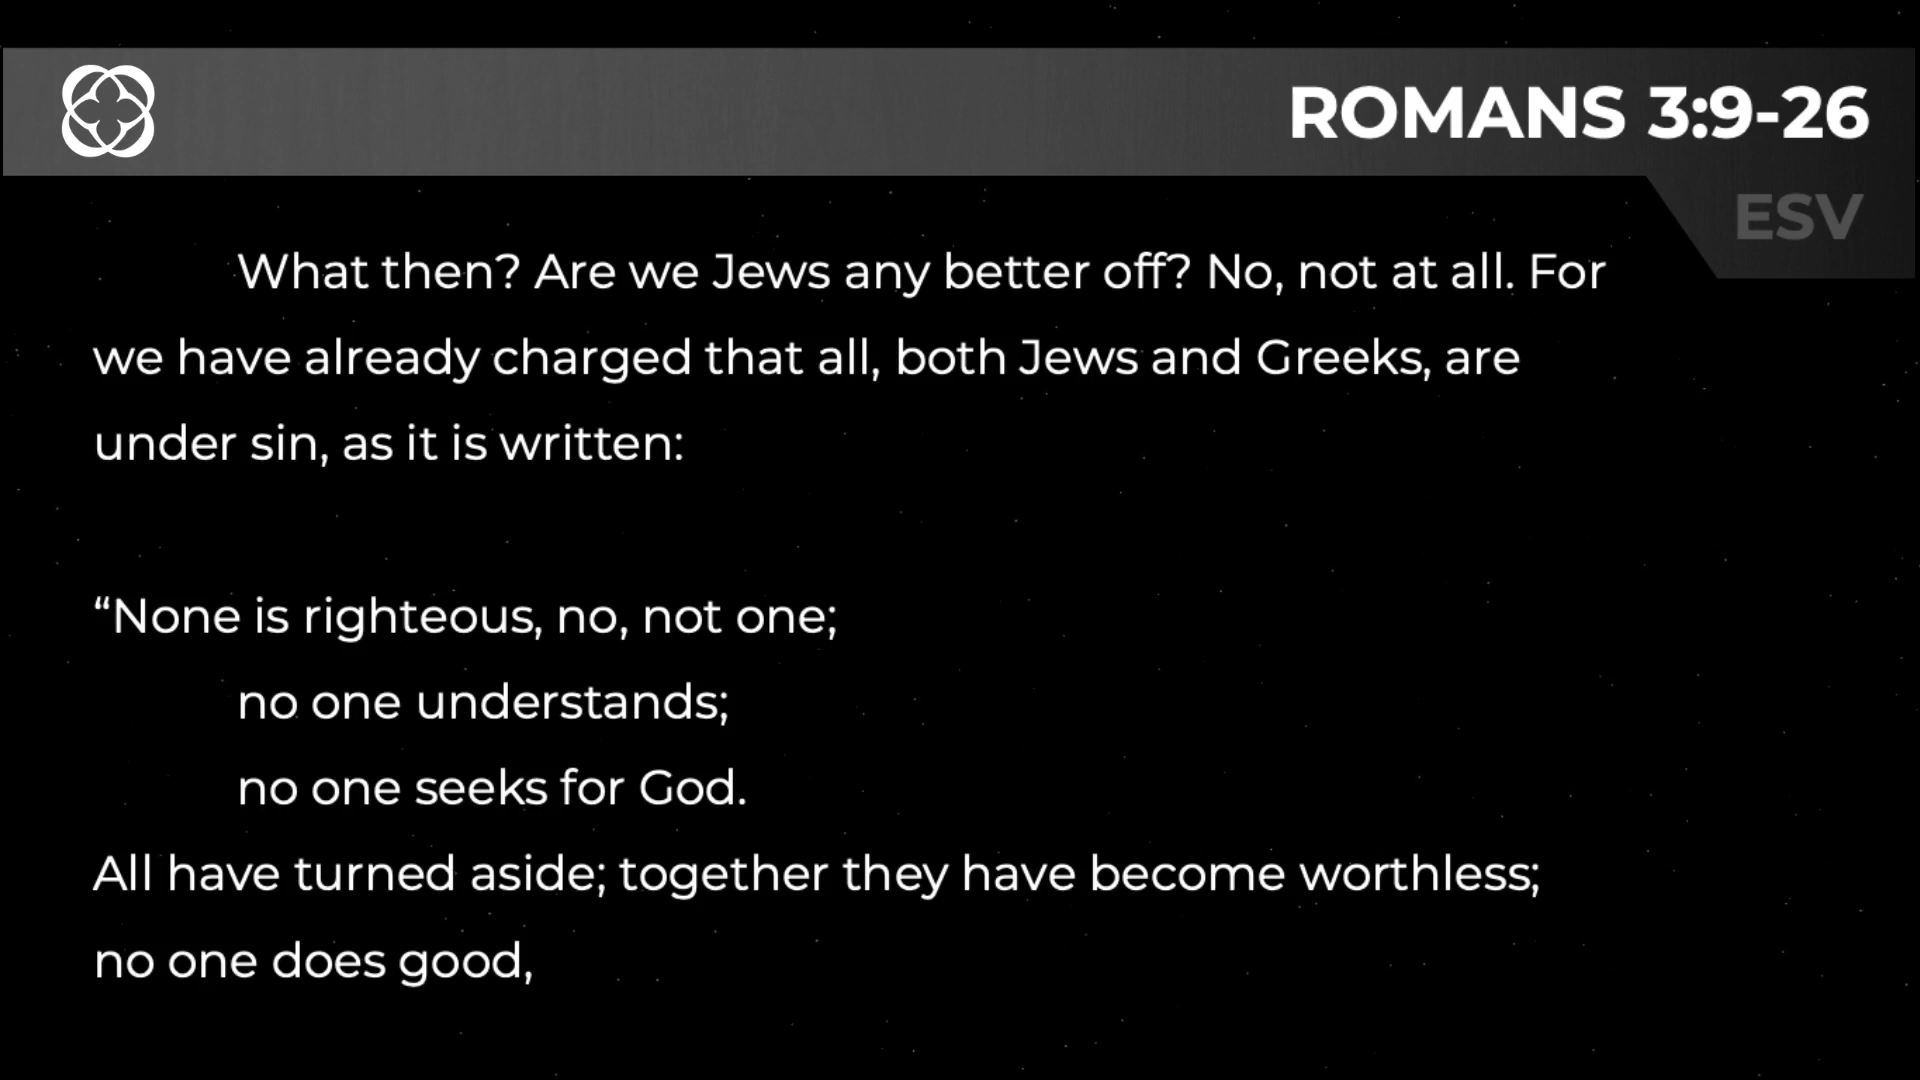 ROMANS 3:9-26
ESV
What then? Are we Jews any better off? No, not at all. For
we have already charged that all, both Jews and Greeks, are
under sin, as it is written:
“None is righteous, no, not one;
no one understands;
no one seeks for God.
All have turned aside; together they have become worthless;
no one does good,